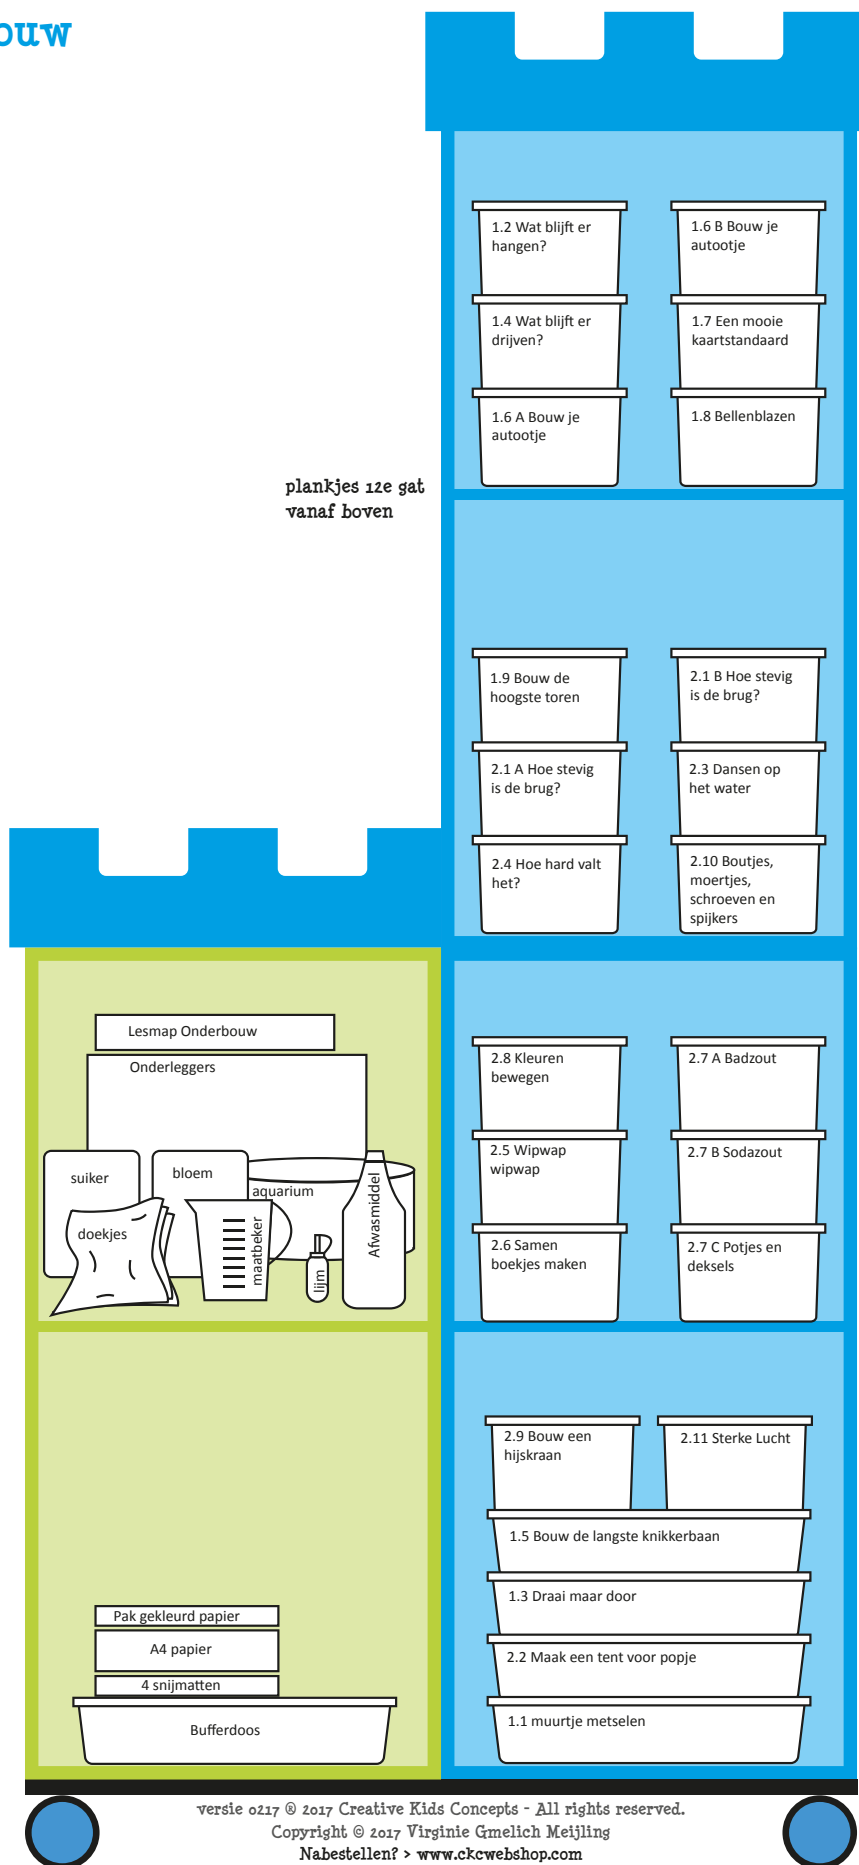 ouw
1.2 Wat blijft er
hangen?
1.6 B Bouw je
autootje
1.4 Wat blijft er
drijven?
1.7 Een mooie
kaartstandaard
1.6 A Bouw je
autootje
1.8 Bellenblazen
plankjes 12e gat
vanaf boven
1.9 Bouw de
hoogste toren
2.1 B Hoe stevig
is de brug?
2.1 A Hoe stevig
is de brug?
2.3 Dansen op
het water
2.4 Hoe hard valt
het?
2.10 Boutjes,
moertjes,
schroeven en
spijkers
Lesmap Onderbouw
Onderleggers
suiker
bloem
aquarium
Afwasmiddel
doekjes
maatbeker
lijm
2.8 Kleuren
bewegen
2.7 A Badzout
2.5 Wipwap
wipwap
2.7 B Sodazout
2.6 Samen
boekjes maken
2.7 C Potjes en
deksels
2.9 Bouw een
hijskraan
2.11 Sterke Lucht
1.5 Bouw de langste knikkerbaan
1.3 Draai maar door
2.2 Maak een tent voor popje
1.1 muurtje metselen
Pak gekleurd papier
A4 papier
4 snijmatten
Bufferdoos
versie 0217 ® 2017 Creative Kids Concepts - All rights reserved.
Copyright © 2017 Virginie Gmelich Meijling
Nabestellen? > www.ckcwebshop.com